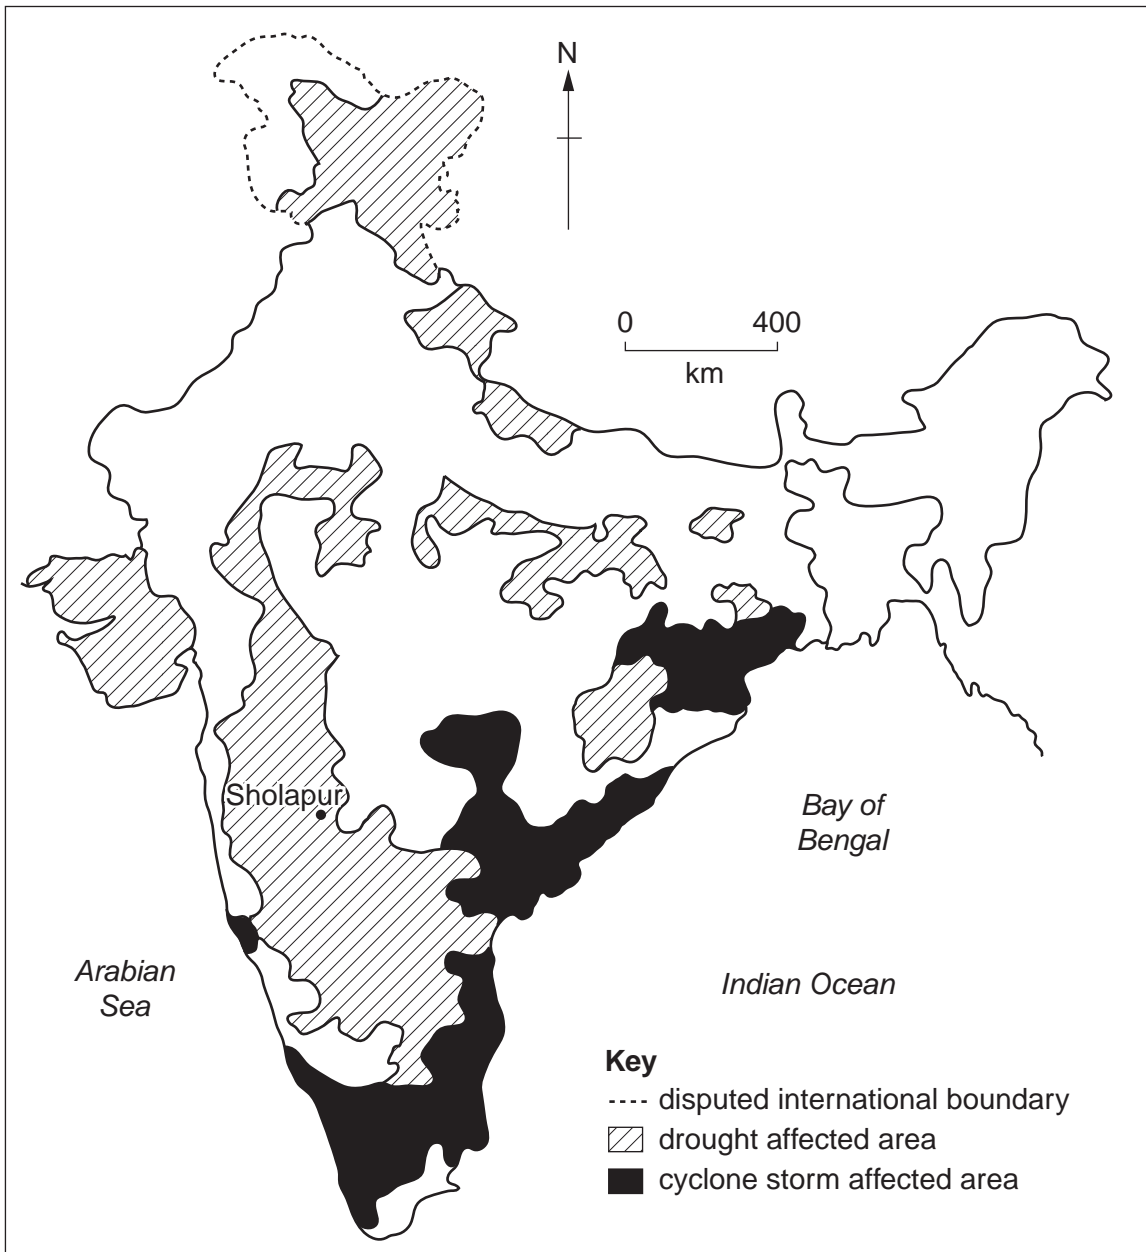 N
0 400
km
Sholapur
Bay of
Bengal
Arabian
Sea
Indian Ocean
Key
disputed international boundary
drought affected area
cyclone storm affected area